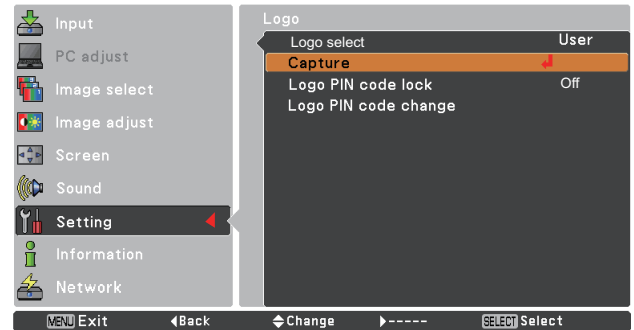 Input
PC adjust
Image select
Image adjust
Screen
Sound
Setting
Information
Network
Logo
Logo select User
Capture
Logo PIN code lock Off
Logo PIN code change
MENU Exit Back Change ----- SELECT Select